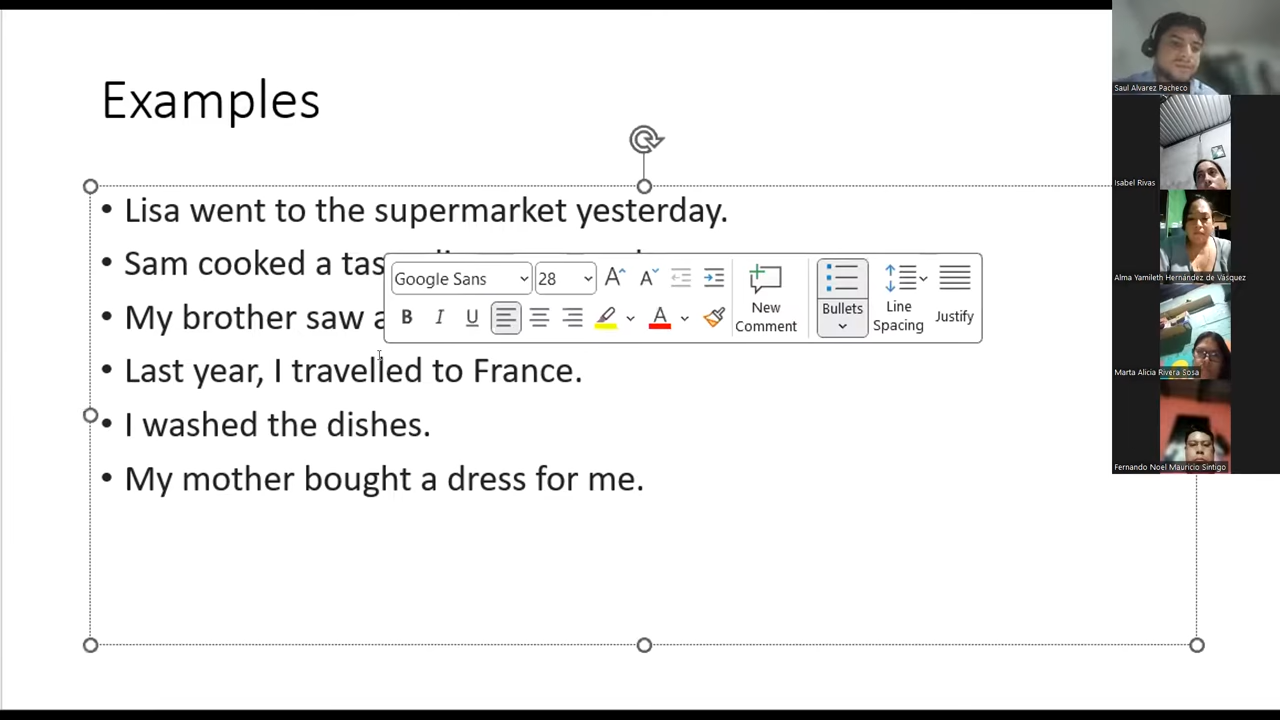 Examples
• Lisa went to the supermarket yesterday.
• Sam cooked a
• My brother saw
• Last year, I travelled to France.
• I washed the dishes.
• My mother bought a dress for me.
Google Sans
28
New Comment
Bullets
Line Spacing
Justify
B
I
U
A
Saul Alvarez Pacheco
Isabel Rivas
Alma Yamileth Hernández de Vásquez
Marta Alicia Rivera Sosa
Fernando Noel Mauricio Sintigo